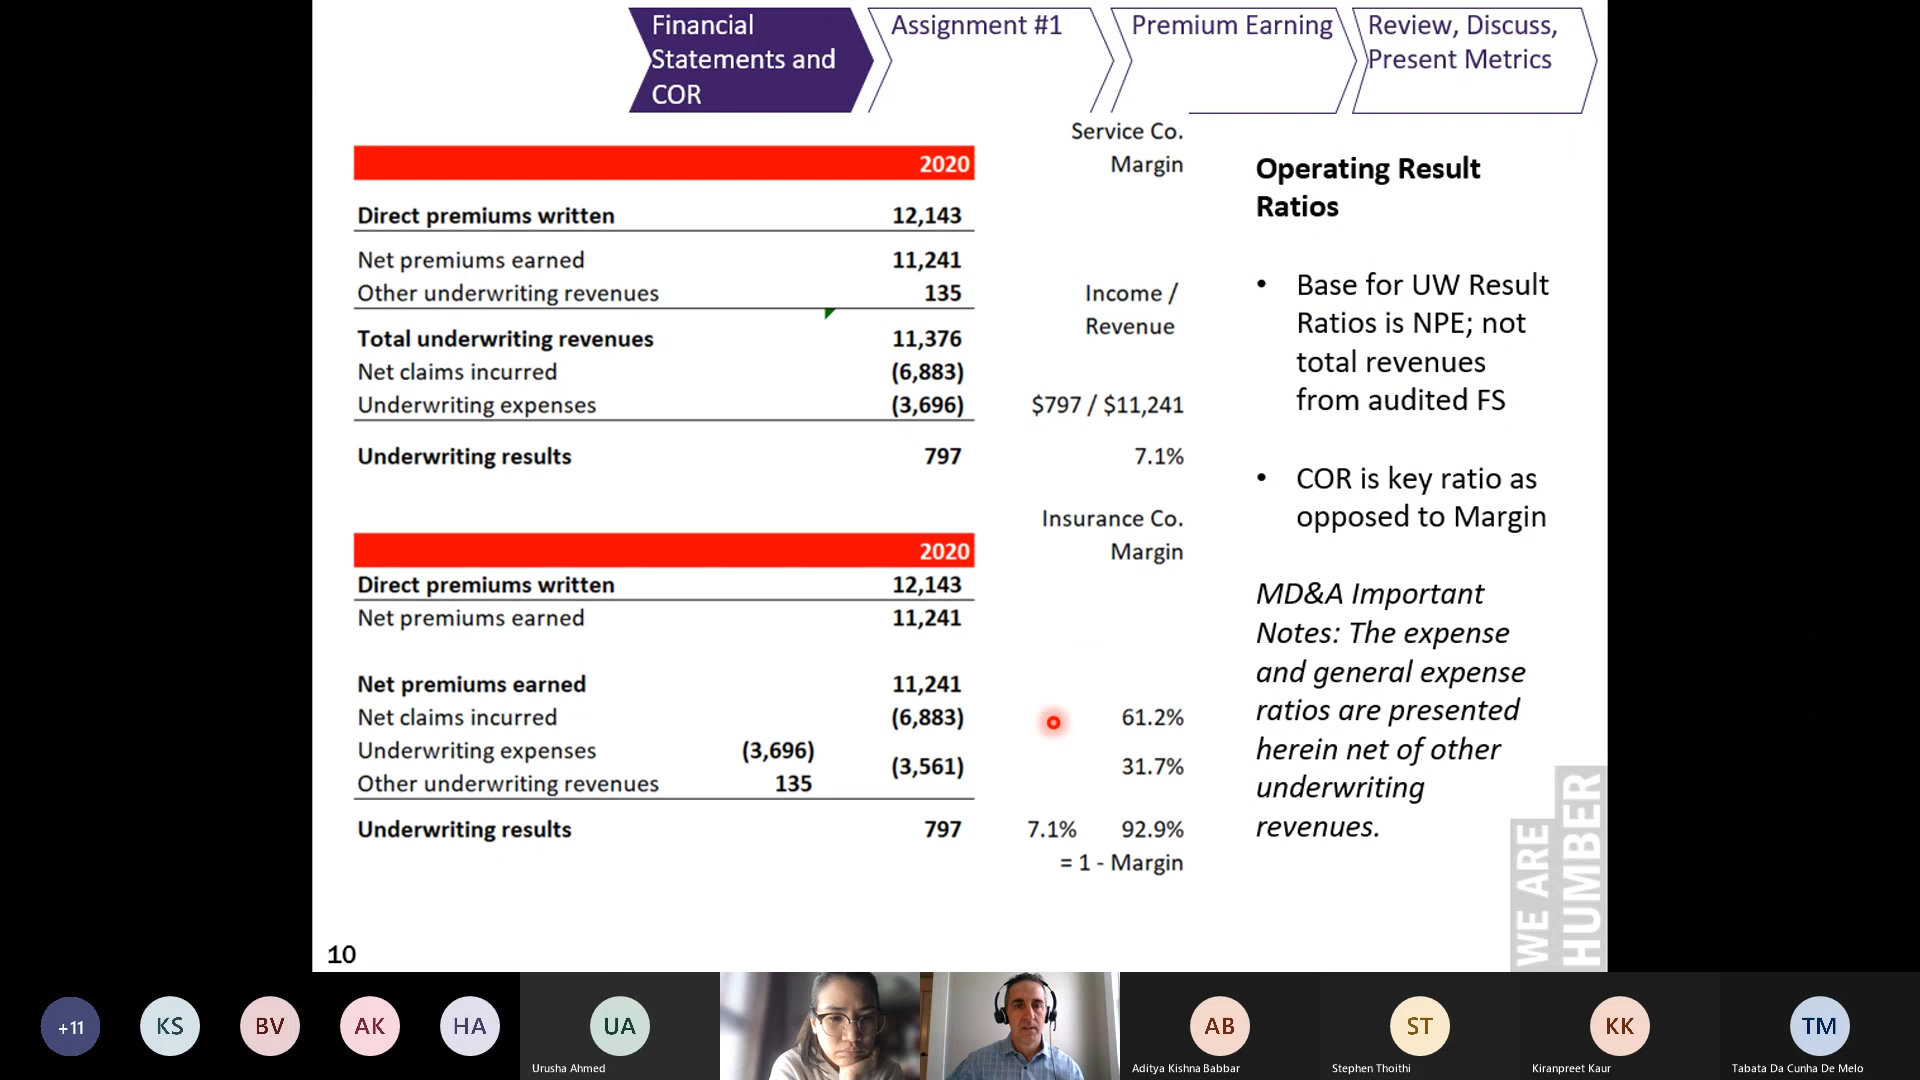 Financial
Statements and
COR
Assignment #1
Premium Earning
Review, Discuss,
Present Metrics
Service Co.
Margin
2020
Direct premiums written 12,143
Net premiums earned 11,241
Other underwriting revenues 135
Income /
Revenue
Total underwriting revenues 11,376
Net claims incurred (6,883)
Underwriting expenses (3,696) $797 / $11,241
Underwriting results 797 7.1%
Insurance Co.
Margin
2020
Direct premiums written 12,143
Net premiums earned 11,241
Net premiums earned 11,241
Net claims incurred (6,883) 61.2%
Underwriting expenses (3,696)
(3,561) 31.7%
Other underwriting revenues 135
Underwriting results 797 7.1% 92.9%
= 1 - Margin
Operating Result
Ratios
• Base for UW Result
Ratios is NPE; not
total revenues
from audited FS
• COR is key ratio as
opposed to Margin
MD&A Important
Notes: The expense
and general expense
ratios are presented
herein net of other
underwriting
revenues.
WE ARE
HUMBER
10
+11
KS
BV
AK
HA
UA
Urusha Ahmed
AB
Aditya Kishna Babbar
ST
Stephen Thoithi
KK
Kiranpreet Kaur
TM
Tabata Da Cunha De Melo